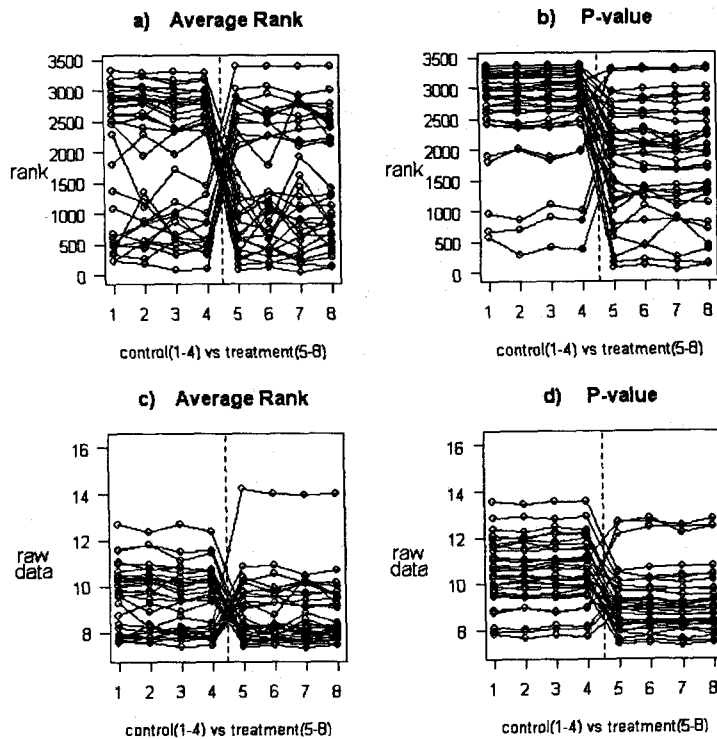 a) Average Rank
3500
3000
2500
2000
1500
1000
500
0
rank
1 2 3 4 5 6 7 8
control(1-4) vs treatment(5-8)
b) P-value
3500
3000
2500
2000
1500
1000
500
0
rank
1 2 3 4 5 6 7 8
control(1-4) vs treatment(5-8)
c) Average Rank
16
14
12
10
8
raw
data
1 2 3 4 5 6 7 8
control(1-4) vs treatment(5-8)
d) P-value
16
14
12
10
8
raw
data
1 2 3 4 5 6 7 8
control(1-4) vs treatment(5-8)